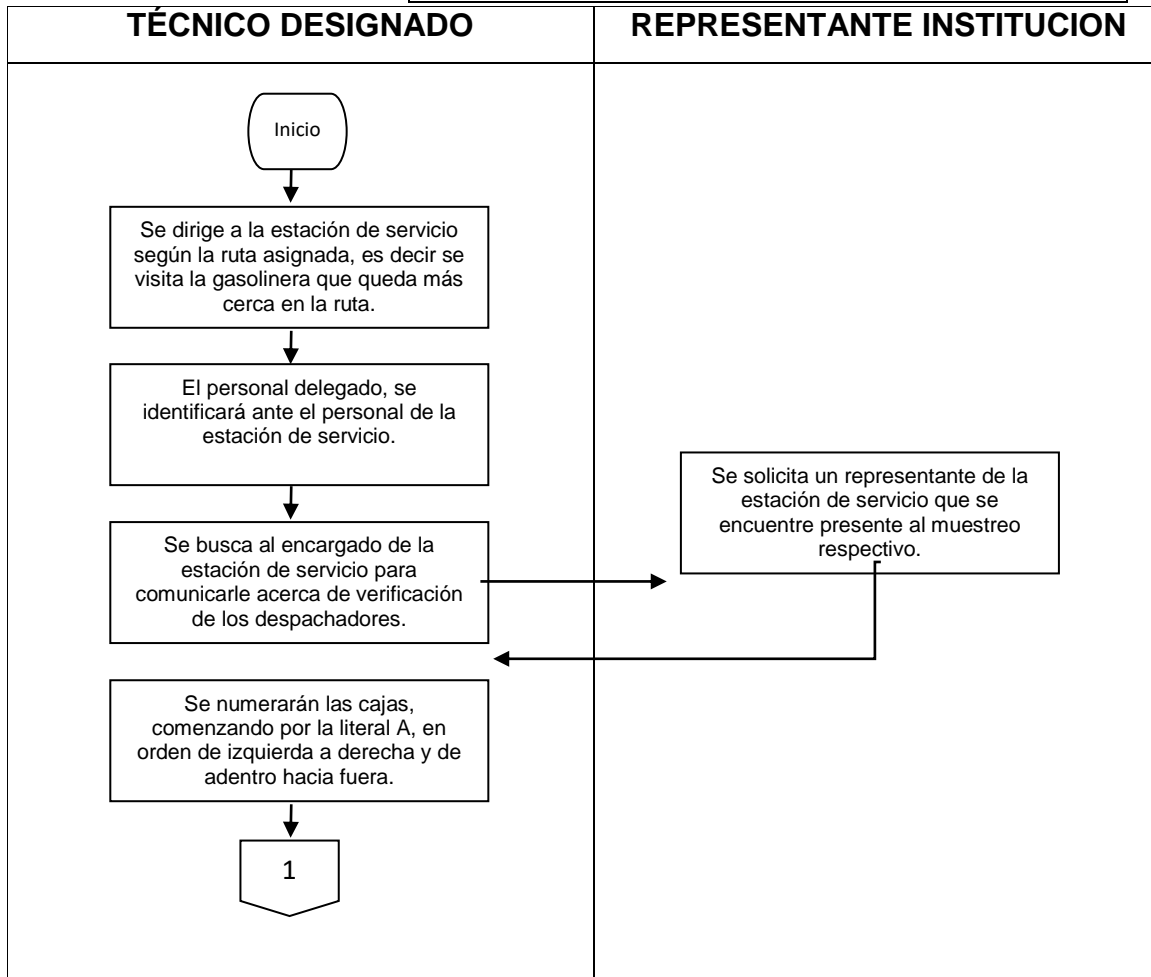 TÉCNICO DESIGNADO
REPRESENTANTE INSTITUCION
Inicio
Se dirige a la estación de servicio
según la ruta asignada, es decir se
visita la gasolinera que queda más
cerca en la ruta.
El personal delegado, se
identificará ante el personal de la
estación de servicio.
Se busca al encargado de la
estación de servicio para
comunicarle acerca de verificación
de los despachadores.
Se solicita un representante de la
estación de servicio que se
encuentre presente al muestreo
respectivo.
Se numerarán las cajas,
comenzando por la literal A, en
orden de izquierda a derecha y de
adentro hacia fuera.
1